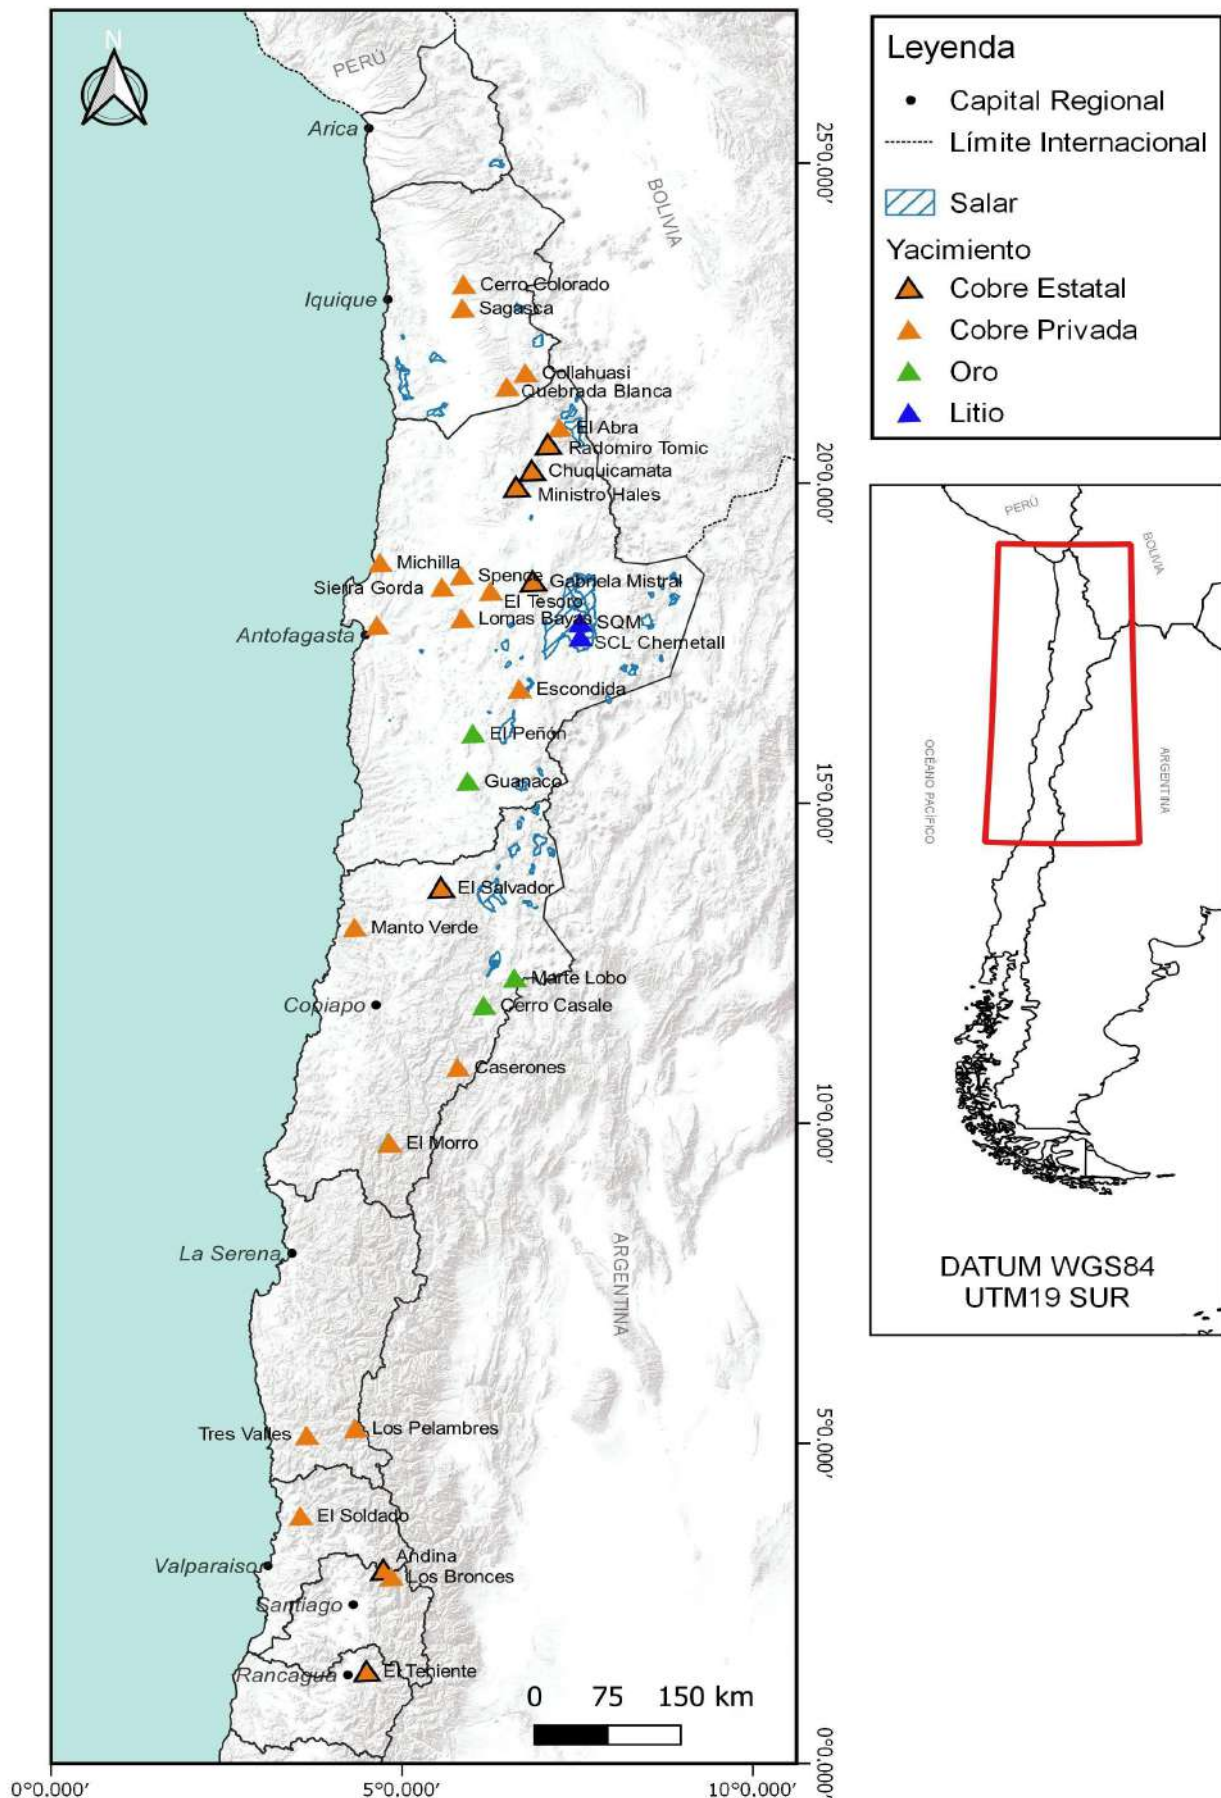 N
PERÚ
Arica
BOLIVIA
Cerro Colorado
Iquique
Sagasca
Collahuasi
Quebrada Blanca
El Abra
Radomiro Tomic
Chuquicamata
Ministro Hales
Michilla
Spence
Gabriela Mistral
Sierra Gorda
El Tesoro
Lomas Bayas
SQM
Antofagasta
SCL Chemetall
Escondida
El Peñón
Guanaco
El Salvador
Manto Verde
Marte Lobo
Copiapo
Cerro Casale
Caserones
El Morro
La Serena
ARGENTINA
Tres Valles
Los Pelambres
El Soldado
Andina
Valparaiso
Los Bronces
Santiago
Rancagua
El Teniente
0 75 150 km
25°0.000′
20°0.000′
15°0.000′
10°0.000′
5°0.000′
0°0.000′
0°0.000′
5°0.000′
10°0.000′
Leyenda
Capital Regional
Límite Internacional
Salar
Yacimiento
Cobre Estatal
Cobre Privada
Oro
Litio
PERÚ
BOLIVIA
OCÉANO PACÍFICO
ARGENTINA
DATUM WGS84
UTM19 SUR